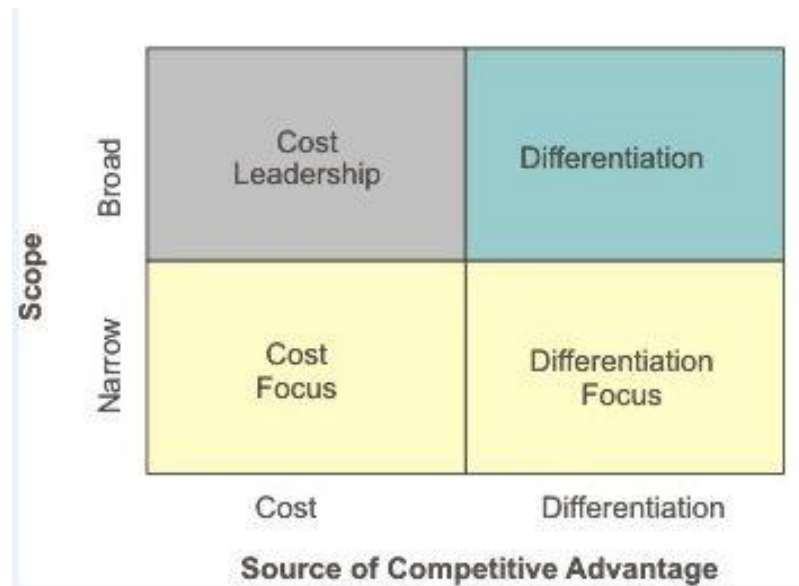 Scope
Broad
Cost
Leadership
Differentiation
Narrow
Cost
Focus
Differentiation
Focus
Cost
Differentiation
Source of Competitive Advantage